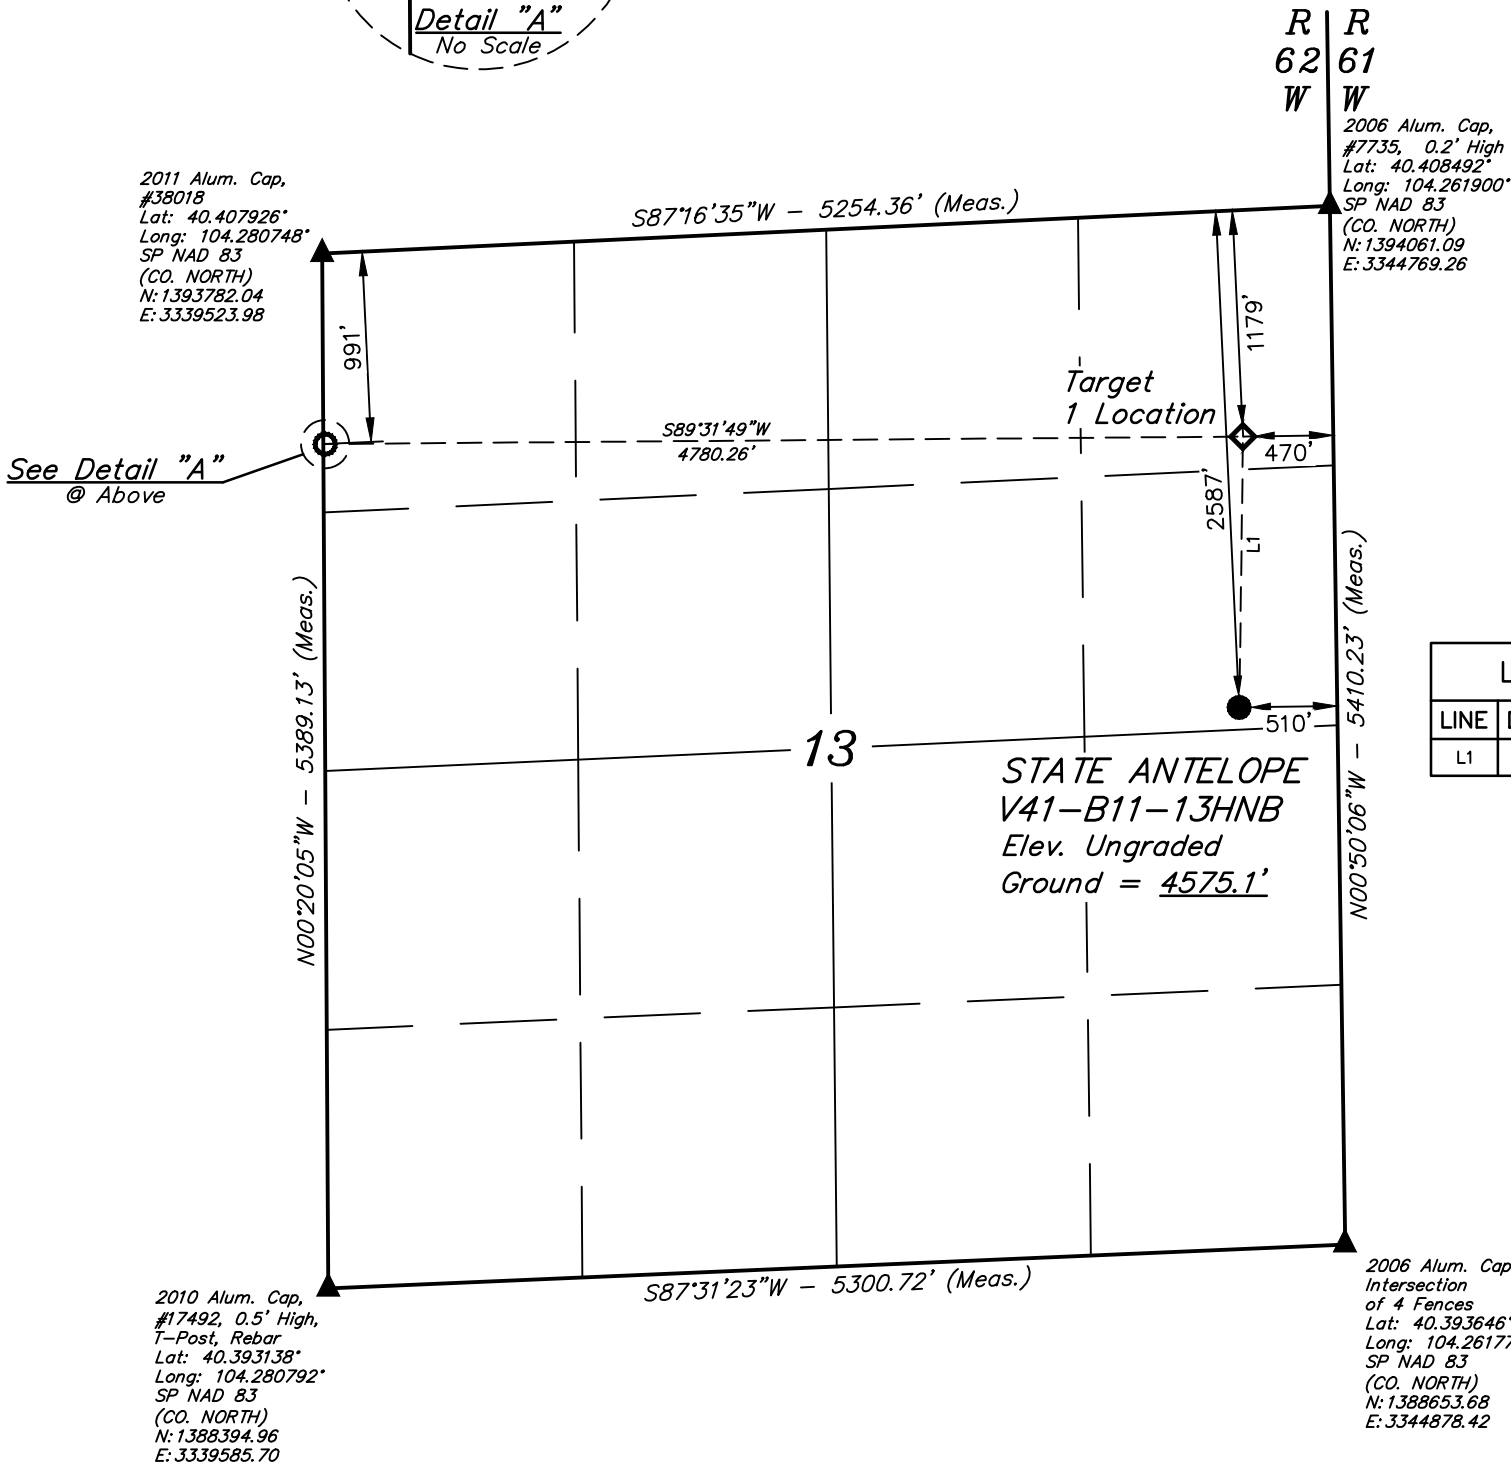 Detail "A"
No Scale
R R
62 61
W W
2006 Alum. Cap,
#7735, 0.2' High
Lat: 40.408492°
Long: 104.261900°
SP NAD 83
(CO. NORTH)
N:1394061.09
E:3344769.26
2011 Alum. Cap,
#38018
Lat: 40.407926°
Long: 104.280748°
SP NAD 83
(CO. NORTH)
N:1393782.04
E:3339523.98
S87°16'35"W – 5254.36' (Meas.)
991'
1179'
Target
1 Location
S89°31'49"W
4780.26'
470'
See Detail "A"
@ Above
2587'
L1
N00°20'05"W – 5389.13' (Meas.)
N00°50'06"W – 5410.23' (Meas.)
510'
13
STATE ANTELOPE
V41-B11-13HNB
Elev. Ungraded
Ground = 4575.1'
L
LINE
L1
S87°31'23"W – 5300.72' (Meas.)
2010 Alum. Cap,
#17492, 0.5' High,
T-Post, Rebar
Lat: 40.393138°
Long: 104.280792°
SP NAD 83
(CO. NORTH)
N:1388394.96
E:3339585.70
2006 Alum. Cap
Intersection
of 4 Fences
Lat: 40.393646°
Long: 104.26177
SP NAD 83
(CO. NORTH)
N:1388653.68
E:3344878.42